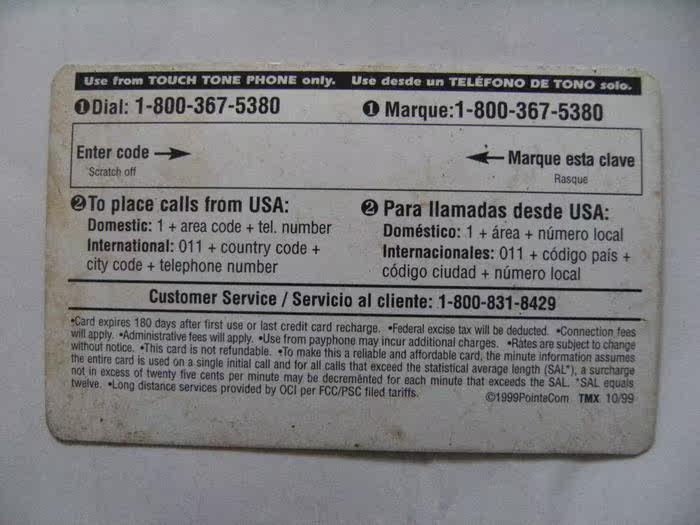 Use from TOUCH TONE PHONE only. Use desde un TELÉFONO DE TONO solo.
❶Dial: 1-800-367-5380 ❶ Marque:1-800-367-5380
Enter code → ← Marque esta clave
Scratch off Rasque
❷To place calls from USA: ❷ Para llamadas desde USA:
Domestic: 1 + area code + tel. number Doméstico: 1 + área + número local
International: 011 + country code + Internacionales: 011 + código país +
city code + telephone number código ciudad + número local
Customer Service / Servicio al cliente: 1-800-831-8429
•Card expires 180 days after first use or last credit card recharge. •Federal excise tax will be deducted. •Connection fees
will apply. •Administrative fees will apply. •Use from payphone may incur additional charges. •Rates are subject to change
without notice. •This card is not refundable. •To make this a reliable and affordable card, the minute information assumes
the entire card is used on a single initial call and for all calls that exceed the statistical average length (SAL*), a surcharge
not in excess of twenty five cents per minute may be decremented for each minute that exceeds the SAL. *SAL equals
twelve. •Long distance services provided by OCI per FCC/PSC filed tariffs.
©1999PointeCom TMX 10/99